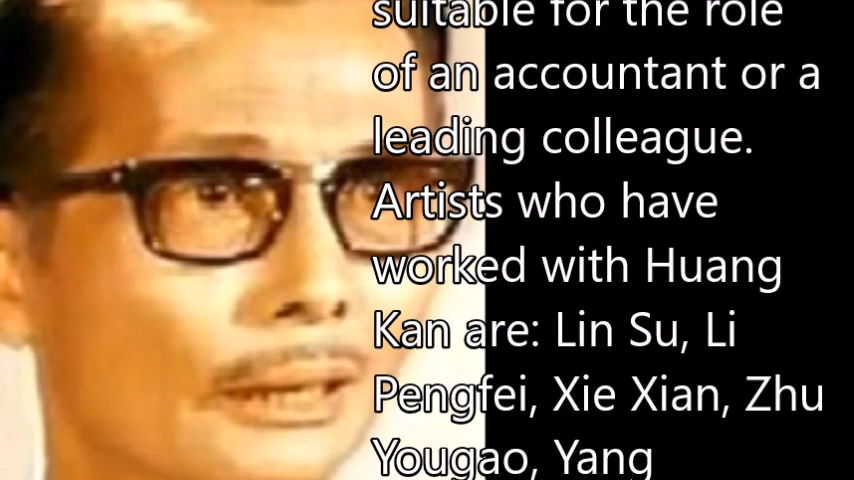 suitable for the role
of an accountant or a
leading colleague.
Artists who have
worked with Huang
Kan are: Lin Su, Li
Pengfei, Xie Xian, Zhu
Yougao, Yang